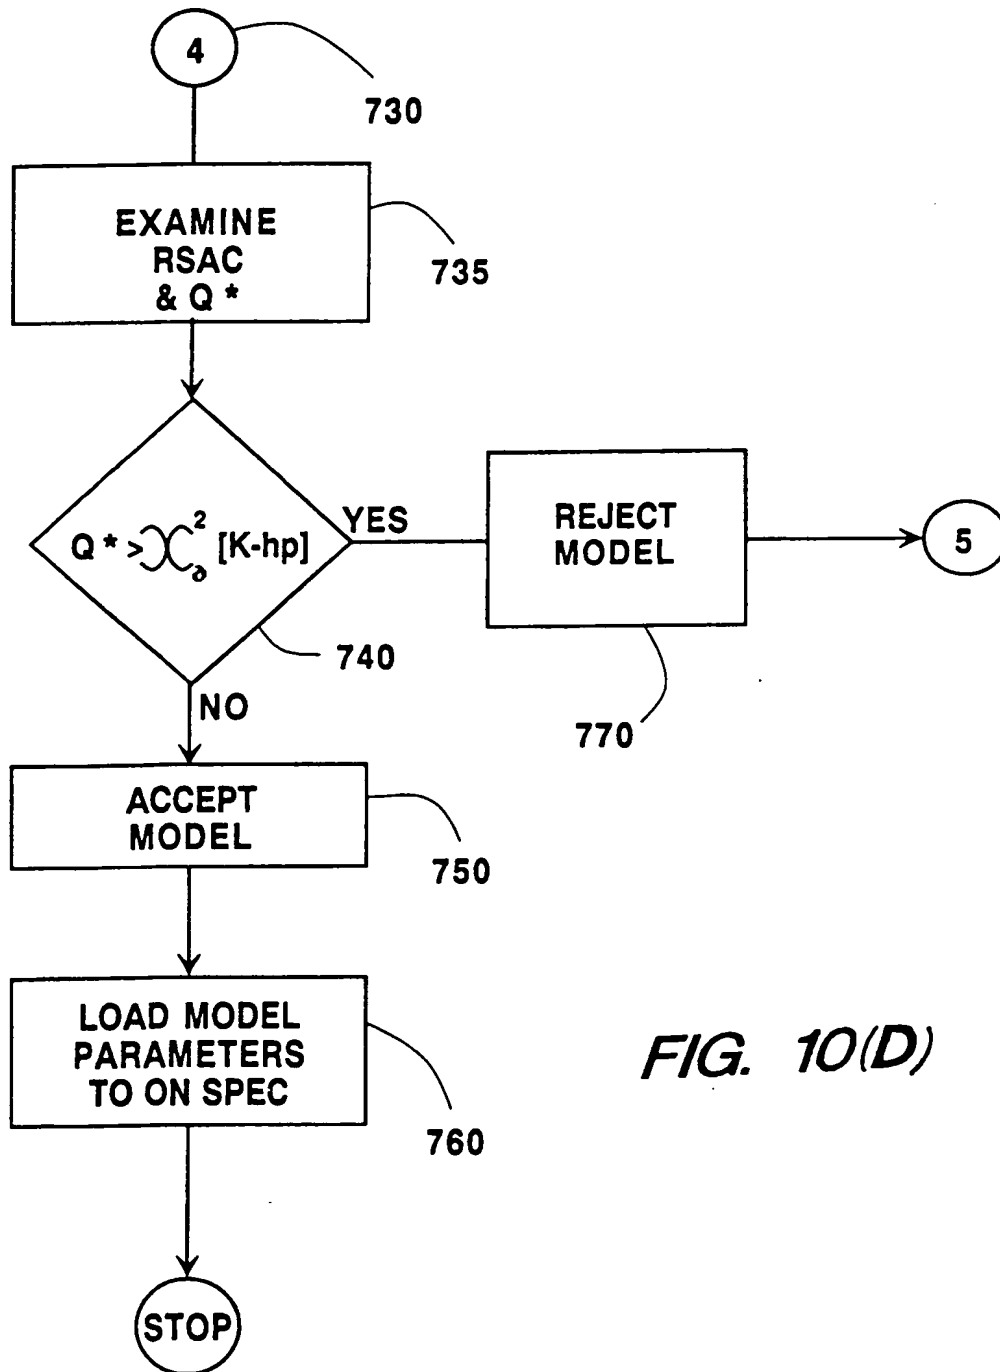 4
730
EXAMINE
RSAC
& Q *
735
Q * > χ²∂ [K-hp]
YES
REJECT
MODEL
5
740
770
NO
ACCEPT
MODEL
750
LOAD MODEL
PARAMETERS
TO ON SPEC
760
FIG. 10(D)
STOP